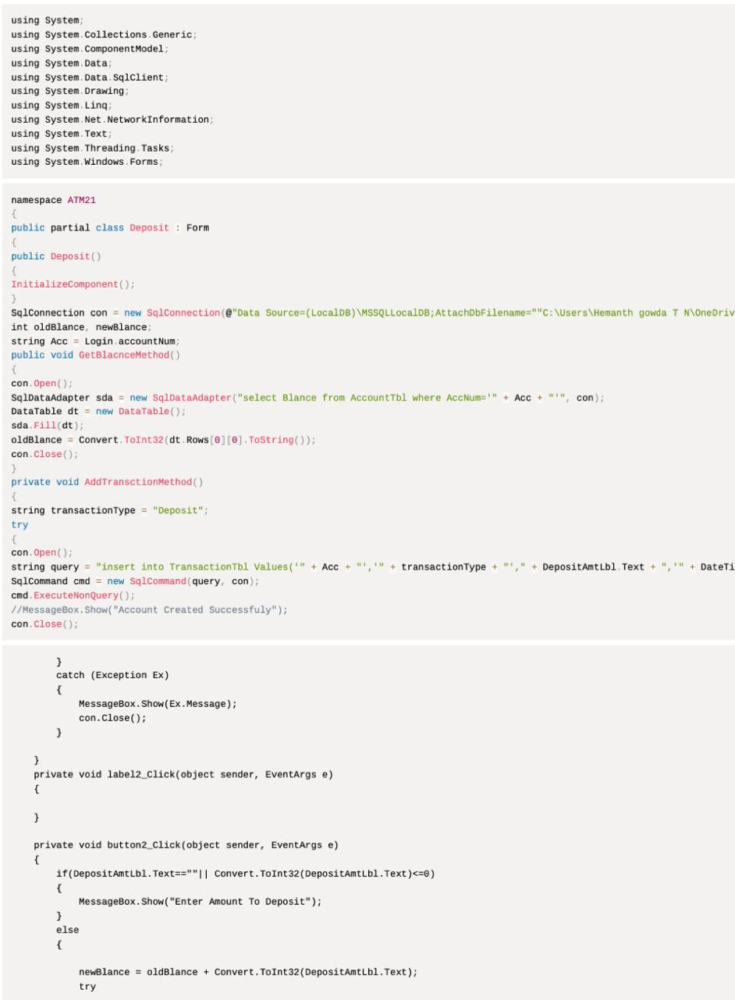 using System;
using System.Collections.Generic;
using System.ComponentModel;
using System.Data;
using System.Data.SqlClient;
using System.Drawing;
using System.Linq;
using System.Net.NetworkInformation;
using System.Text;
using System.Threading.Tasks;
using System.Windows.Forms;
namespace ATM21
{
public partial class Deposit : Form
{
public Deposit()
{
InitializeComponent();
}
SqlConnection con = new SqlConnection(@"Data Source=(LocalDB)\MSSQLLocalDB;AttachDbFilename=""C:\Users\Hemanth gowda T N\OneDriv
int oldBlance, newBlance;
string Acc = Login.accountNum;
public void GetBlacnceMethod()
{
con.Open();
SqlDataAdapter sda = new SqlDataAdapter("select Blance from AccountTbl where AccNum='" + Acc + "'", con);
DataTable dt = new DataTable();
sda.Fill(dt);
oldBlance = Convert.ToInt32(dt.Rows[0][0].ToString());
con.Close();
}
private void AddTransctionMethod()
{
string transactionType = "Deposit";
try
{
con.Open();
string query = "insert into TransactionTbl Values('" + Acc + "','" + transactionType + "'," + DepositAmtLbl.Text + ",'" + DateTi
SqlCommand cmd = new SqlCommand(query, con);
cmd.ExecuteNonQuery();
//MessageBox.Show("Account Created Successfuly");
con.Close();
}
catch (Exception Ex)
{
MessageBox.Show(Ex.Message);
con.Close();
}
}
private void label2_Click(object sender, EventArgs e)
{
}
private void button2_Click(object sender, EventArgs e)
{
if(DepositAmtLbl.Text==""|| Convert.ToInt32(DepositAmtLbl.Text)<=0)
{
MessageBox.Show("Enter Amount To Deposit");
}
else
{
newBlance = oldBlance + Convert.ToInt32(DepositAmtLbl.Text);
try